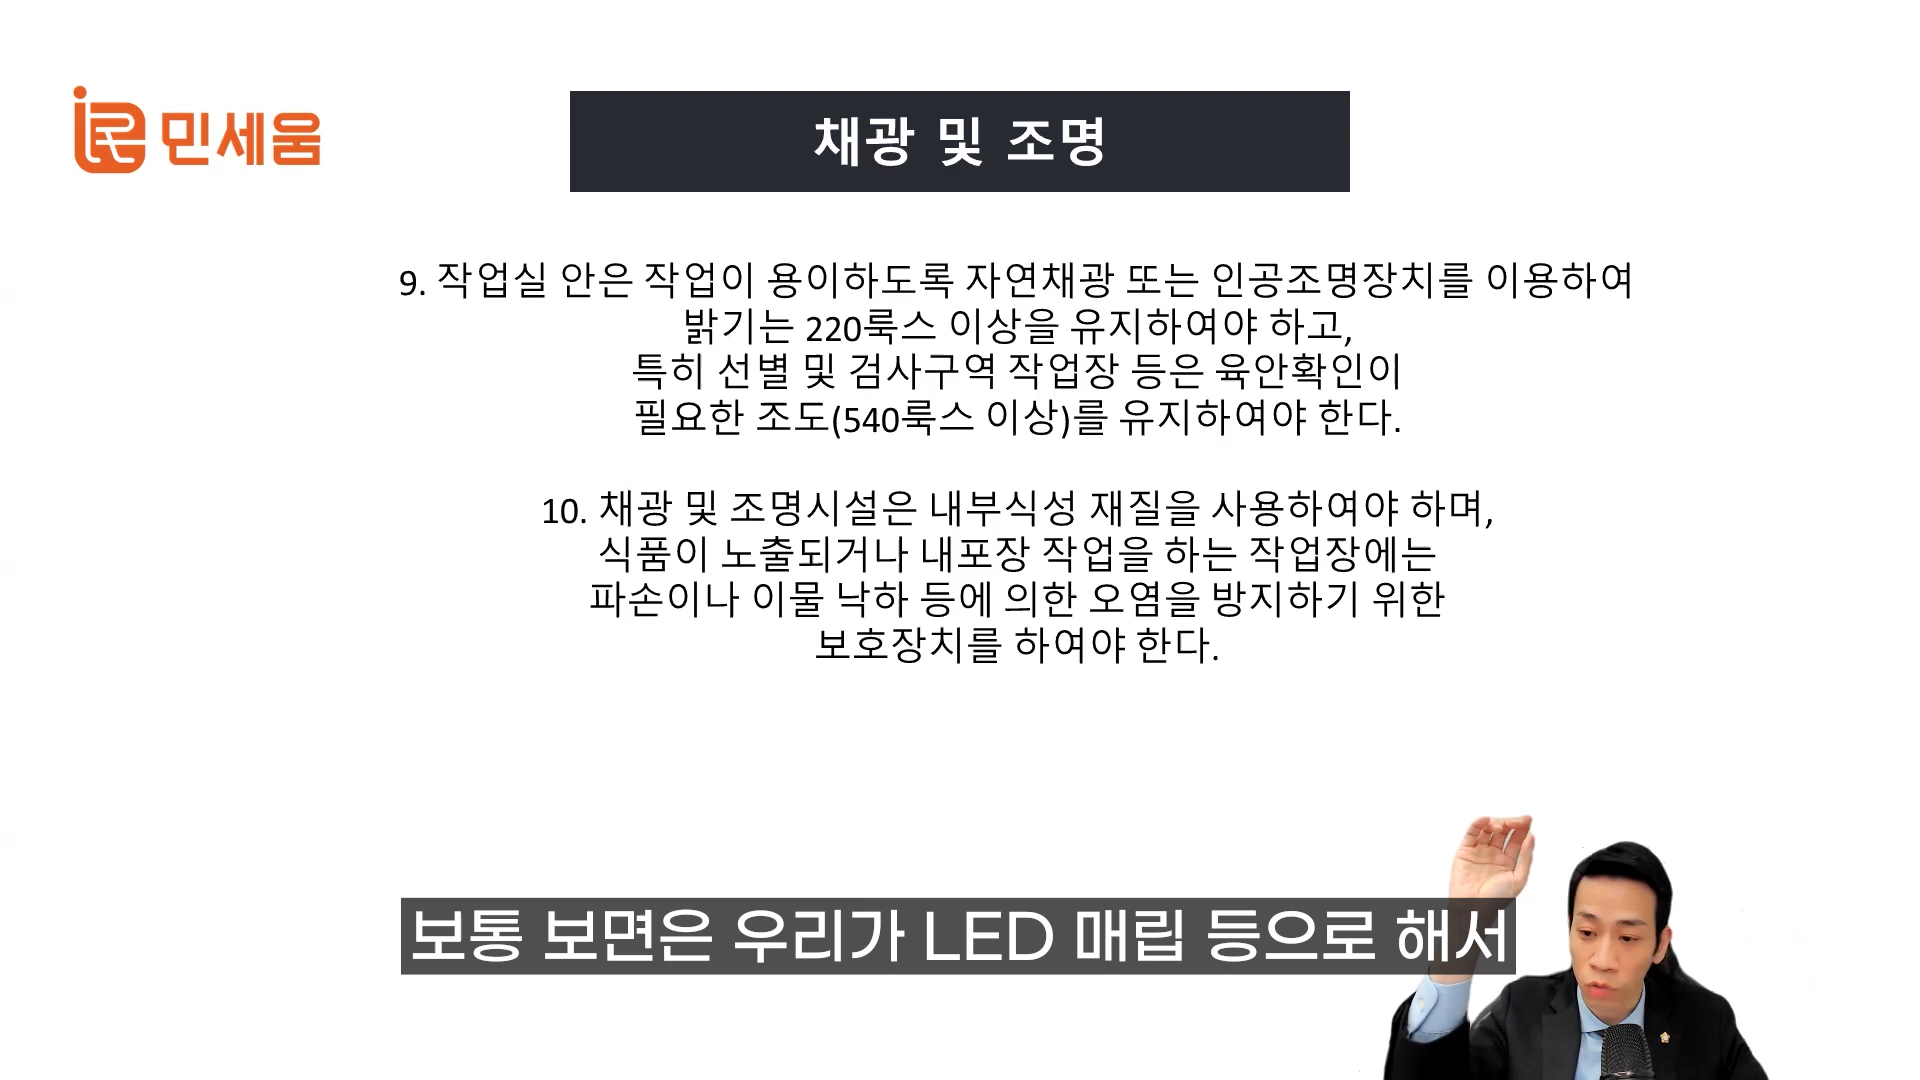 민세움
채광 및 조명
9. 작업실 안은 작업이 용이하도록 자연채광 또는 인공조명장치를 이용하여
밝기는 220룩스 이상을 유지하여야 하고,
특히 선별 및 검사구역 작업장 등은 육안확인이
필요한 조도(540룩스 이상)를 유지하여야 한다.
10. 채광 및 조명시설은 내부식성 재질을 사용하여야 하며,
식품이 노출되거나 내포장 작업을 하는 작업장에는
파손이나 이물 낙하 등에 의한 오염을 방지하기 위한
보호장치를 하여야 한다.
보통 보면은 우리가 LED 매립 등으로 해서